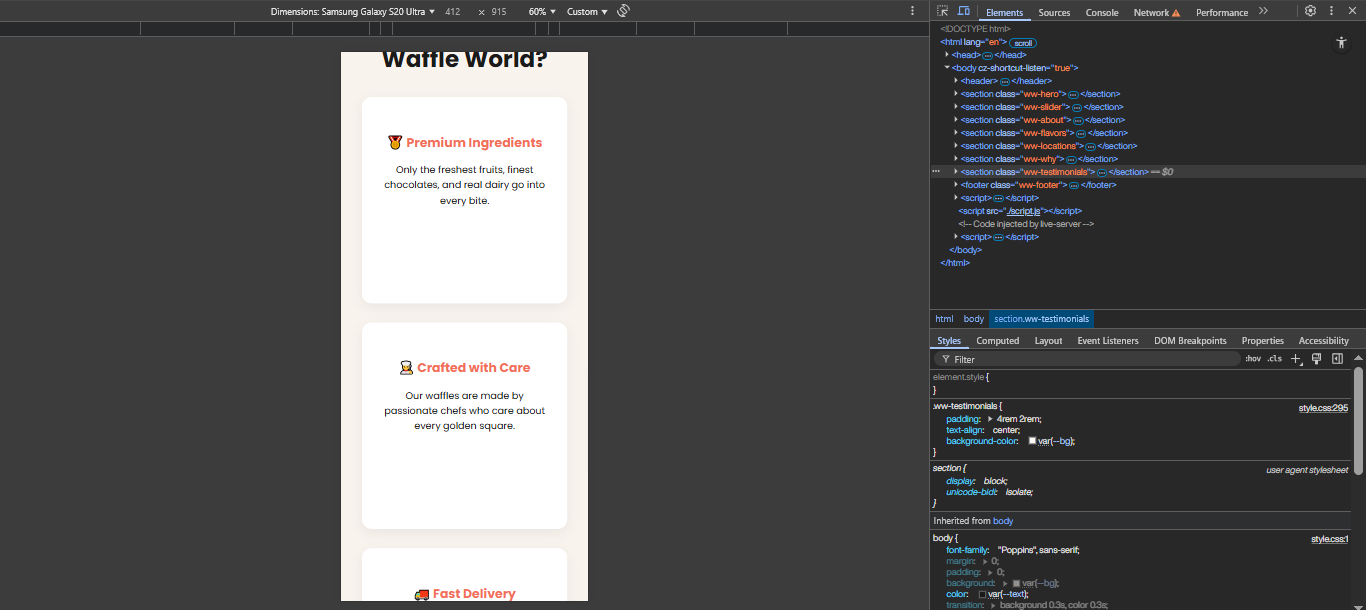 Dimensions: Samsung Galaxy S20 Ultra ▼ 412 × 915 60% ▼ Custom ▼
Elements Sources Console Network Performance
Waffle World?
🏅 Premium Ingredients
Only the freshest fruits, finest
chocolates, and real dairy go into
every bite.
👨‍🍳 Crafted with Care
Our waffles are made by
passionate chefs who care about
every golden square.
🚚 Fast Delivery
<!DOCTYPE html>
<html lang="en"> scroll
<head> … </head>
<body cz-shortcut-listen="true">
<header> … </header>
<section class="ww-hero"> … </section>
<section class="ww-slider"> … </section>
<section class="ww-about"> … </section>
<section class="ww-flavors"> … </section>
<section class="ww-locations"> … </section>
<section class="ww-why"> … </section>
<section class="ww-testimonials"> … </section> == $0
<footer class="ww-footer"> … </footer>
<script> … </script>
<script src="./script.js"></script>
<!-- Code injected by live-server -->
<script> … </script>
</body>
</html>
html body section.ww-testimonials
Styles Computed Layout Event Listeners DOM Breakpoints Properties Accessibility
Filter :hov .cls
element.style {
}
.ww-testimonials { style.css:295
padding: 4rem 2rem;
text-align: center;
background-color: var(--bg);
}
section { user agent stylesheet
display: block;
unicode-bidi: isolate;
}
Inherited from body
body { style.css:1
font-family: "Poppins", sans-serif;
margin: 0;
padding: 0;
background: var(--bg);
color: var(--text);
transition: background 0.3s, color 0.3s;